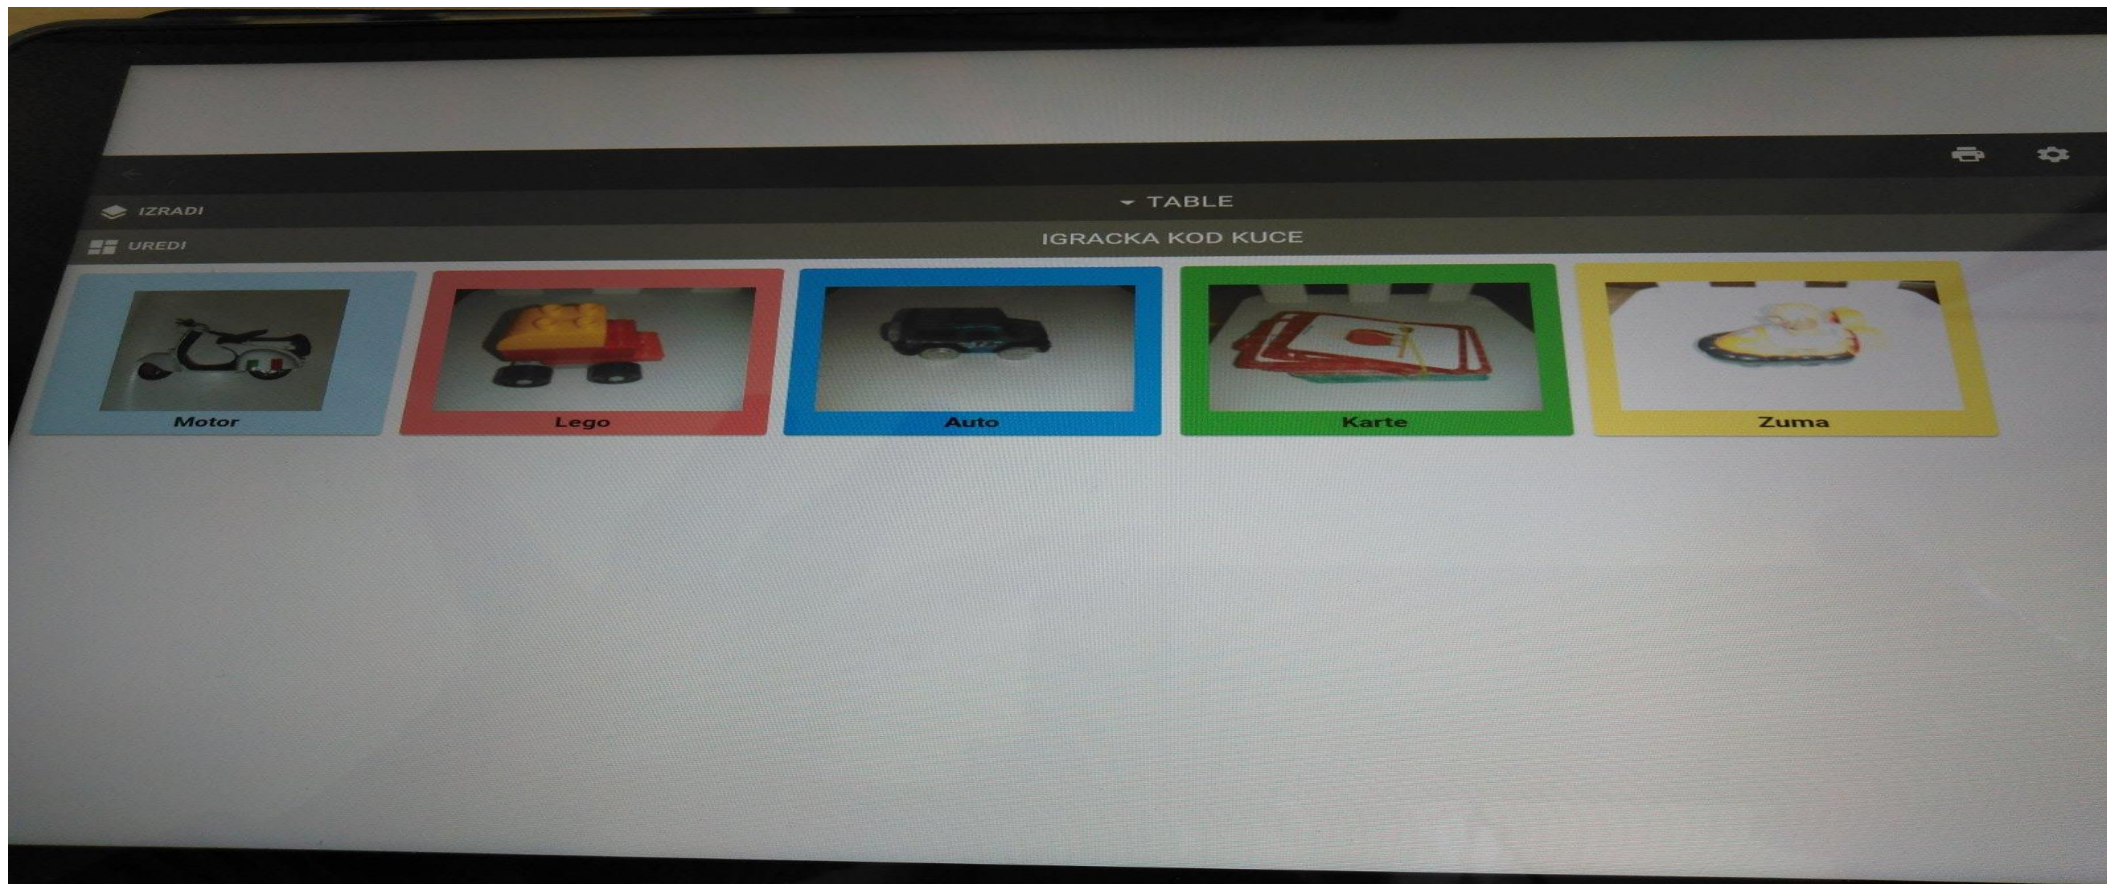 IZRADI
TABLE
UREDI
IGRACKA KOD KUCE
Motor
Lego
Auto
Karte
Zuma